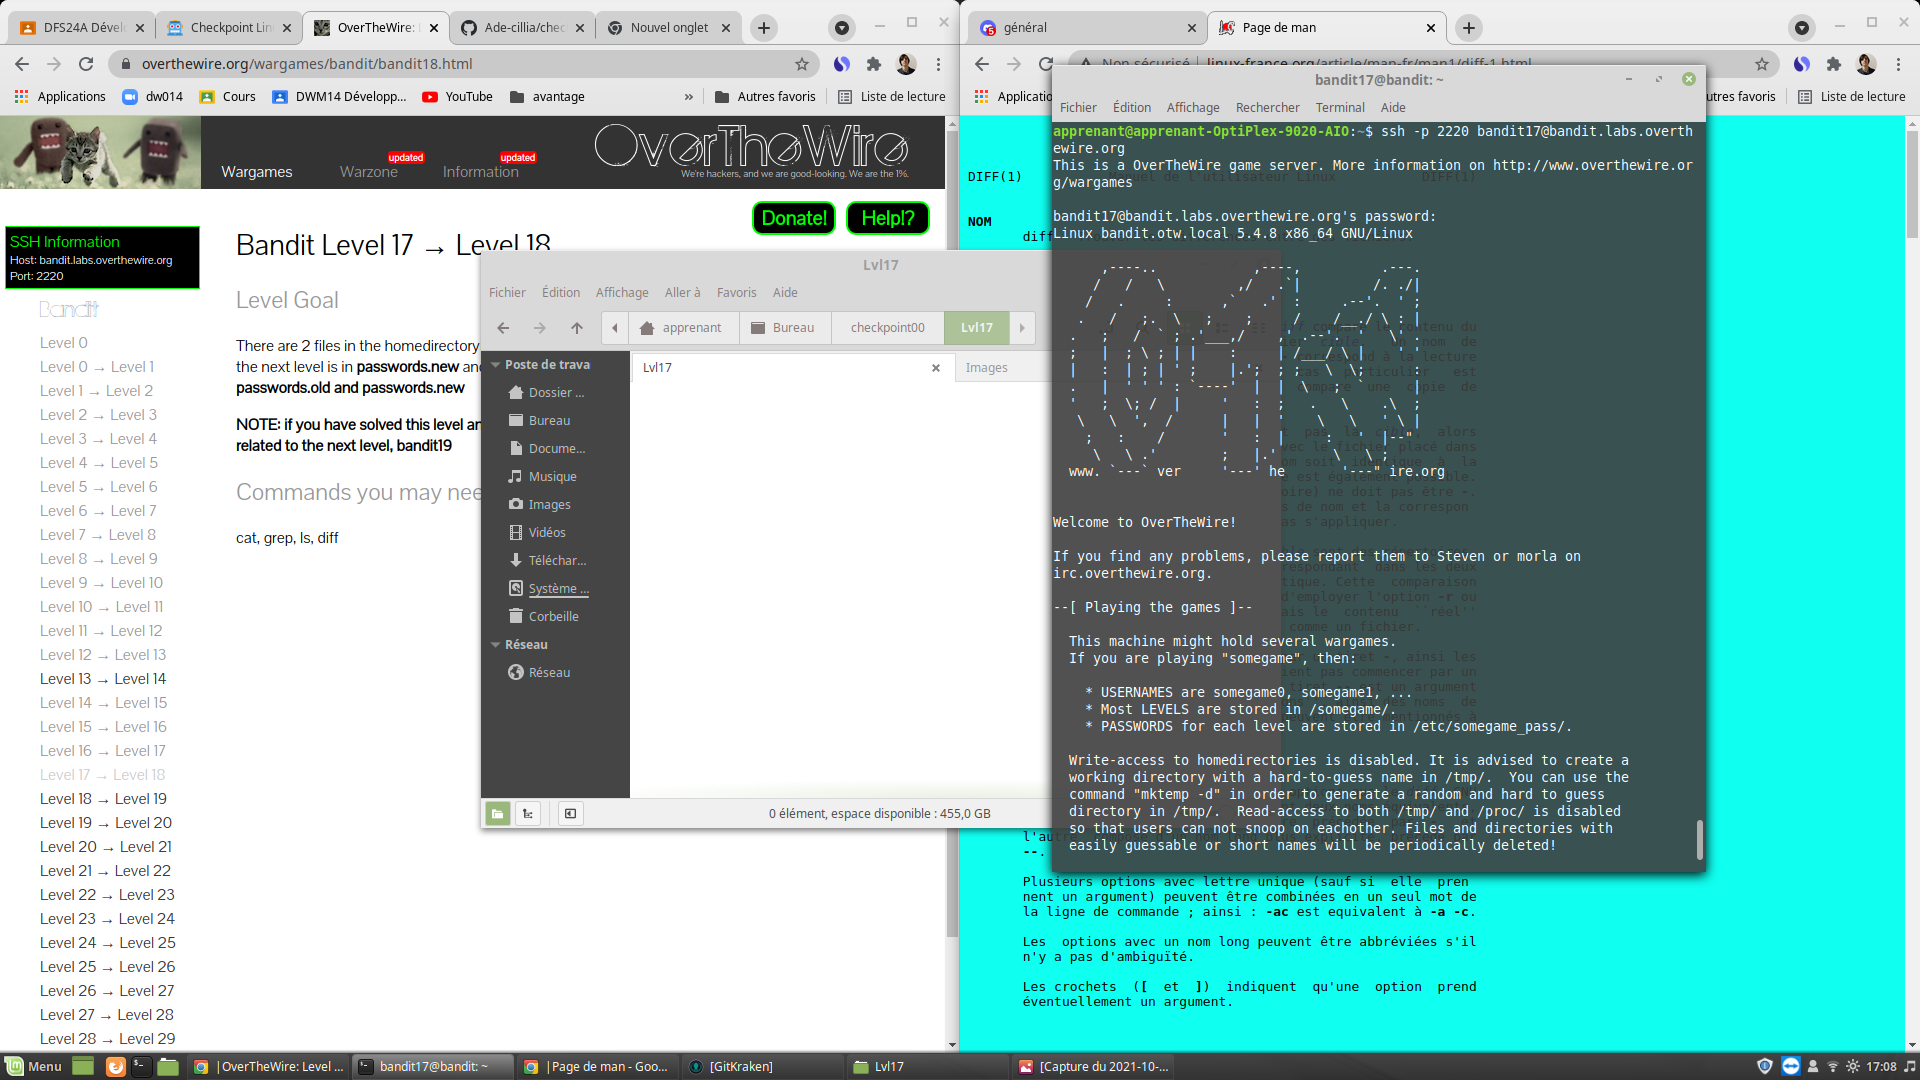 DFS24A Dével
Checkpoint Lin
OverTheWire: L
Ade-cillia/chec
Nouvel onglet
overthewire.org/wargames/bandit/bandit18.html
Applications
dw014
Cours
DWM14 Développ...
YouTube
avantage
»
Autres favoris
Liste de lecture
Wargames
Warzone
updated
Information
updated
OverTheWire
We're hackers, and we are good-looking. We are the 1%.
Donate!
Help!?
SSH Information
Host: bandit.labs.overthewire.org
Port: 2220
Bandit
Level 0
Level 0 → Level 1
Level 1 → Level 2
Level 2 → Level 3
Level 3 → Level 4
Level 4 → Level 5
Level 5 → Level 6
Level 6 → Level 7
Level 7 → Level 8
Level 8 → Level 9
Level 9 → Level 10
Level 10 → Level 11
Level 11 → Level 12
Level 12 → Level 13
Level 13 → Level 14
Level 14 → Level 15
Level 15 → Level 16
Level 16 → Level 17
Level 17 → Level 18
Level 18 → Level 19
Level 19 → Level 20
Level 20 → Level 21
Level 21 → Level 22
Level 22 → Level 23
Level 23 → Level 24
Level 24 → Level 25
Level 25 → Level 26
Level 26 → Level 27
Level 27 → Level 28
Level 28 → Level 29
Bandit Level 17 → Level 18
Level Goal
There are 2 files in the homedirectory
the next level is in passwords.new an
passwords.old and passwords.new
NOTE: if you have solved this level an
related to the next level, bandit19
Commands you may nee
cat, grep, ls, diff
Lvl17
Fichier Édition Affichage Aller à Favoris Aide
apprenant
Bureau
checkpoint00
Lvl17
Poste de trava
Dossier ...
Bureau
Docume...
Musique
Images
Vidéos
Téléchar...
Système ...
Corbeille
Réseau
Réseau
Lvl17
Images
0 élément, espace disponible : 455,0 GB
général
Page de man
Non sécurisé
linux-france.org/article/man-fr/man1/diff-1.html
Applicatio
utres favoris
Liste de lecture
DIFF(1)
NOM
diff
bandit17@bandit: ~
Fichier Édition Affichage Rechercher Terminal Aide
apprenant@apprenant-OptiPlex-9020-AIO:~$ ssh -p 2220 bandit17@bandit.labs.overth
ewire.org
This is a OverTheWire game server. More information on http://www.overthewire.or
g/wargames
bandit17@bandit.labs.overthewire.org's password:
Linux bandit.otw.local 5.4.8 x86_64 GNU/Linux
www. ver he ire.org
Welcome to OverTheWire!
If you find any problems, please report them to Steven or morla on
irc.overthewire.org.
--[ Playing the games ]--
This machine might hold several wargames.
If you are playing "somegame", then:
* USERNAMES are somegame0, somegame1, ...
* Most LEVELS are stored in /somegame/.
* PASSWORDS for each level are stored in /etc/somegame_pass/.
Write-access to homedirectories is disabled. It is advised to create a
working directory with a hard-to-guess name in /tmp/.  You can use the
command "mktemp -d" in order to generate a random and hard to guess
directory in /tmp/.  Read-access to both /tmp/ and /proc/ is disabled
so that users can not snoop on eachother. Files and directories with
easily guessable or short names will be periodically deleted!
--.
Plusieurs options avec lettre unique (sauf si elle pren
nent un argument) peuvent être combinées en un seul mot de
la ligne de commande ; ainsi : -ac est equivalent à -a -c.
Les options avec un nom long peuvent être abbréviées s'il
n'y a pas d'ambiguïté.
Les crochets ([ et ]) indiquent qu'une option prend
éventuellement un argument.
Menu
|OverTheWire: Level ...
bandit17@bandit: ~
|Page de man - Goo...
[GitKraken]
Lvl17
[Capture du 2021-10-...
17:08